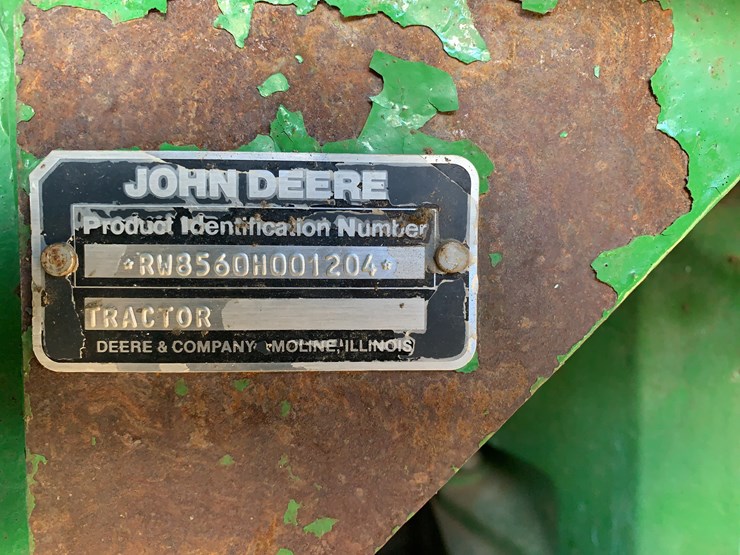 JOHN DEERE
Product Identification Number
*RW8560H001204*
TRACTOR
DEERE & COMPANY MOLINE, ILLINOIS